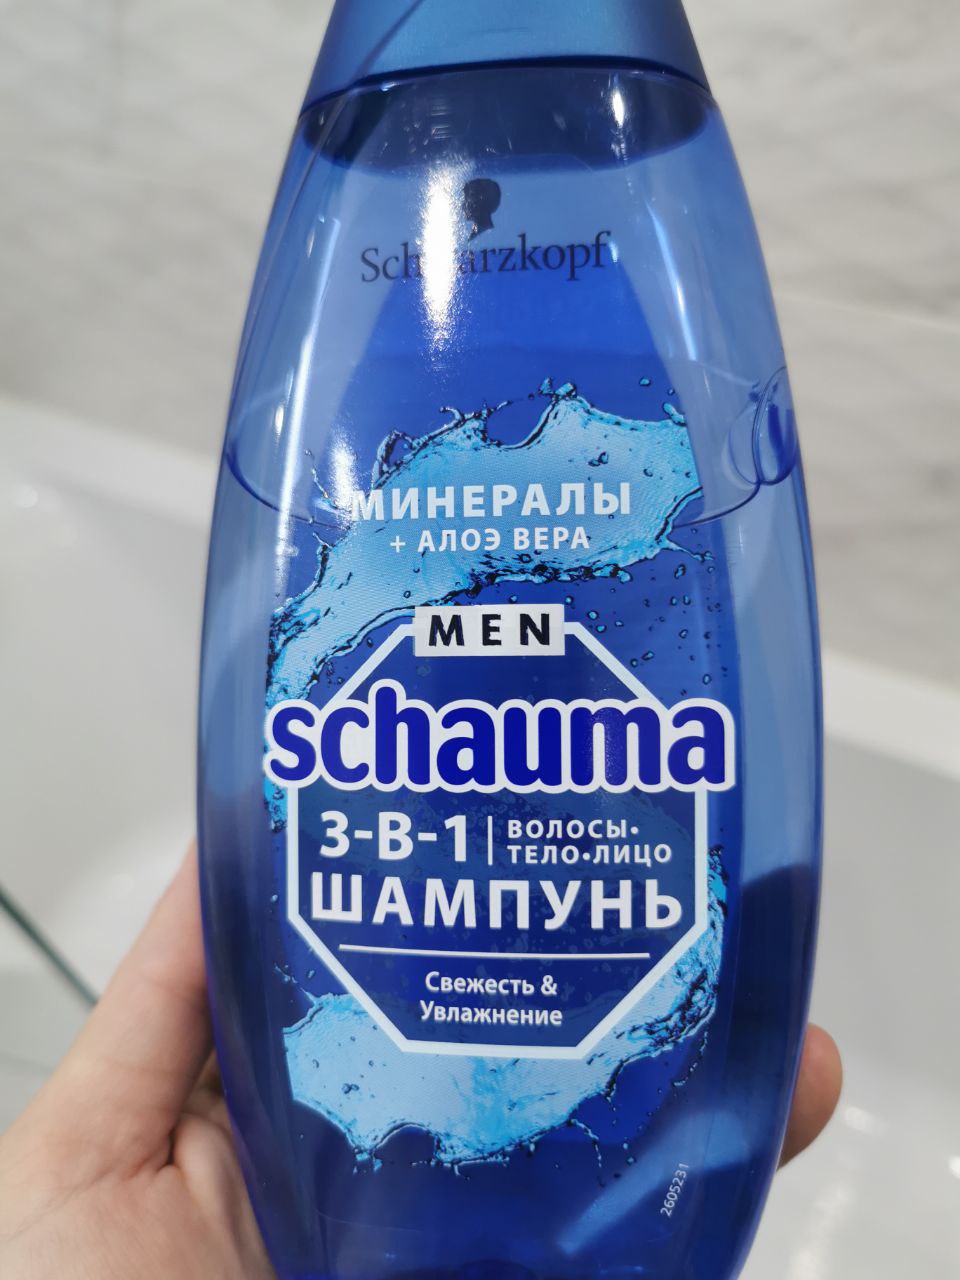 Schwarzkopf
МИНЕРАЛЫ
+ АЛОЭ ВЕРА
MEN
schauma
3-В-1 | ВОЛОСЫ•
ТЕЛО•ЛИЦО
ШАМПУНЬ
Свежесть &
Увлажнение
2605231